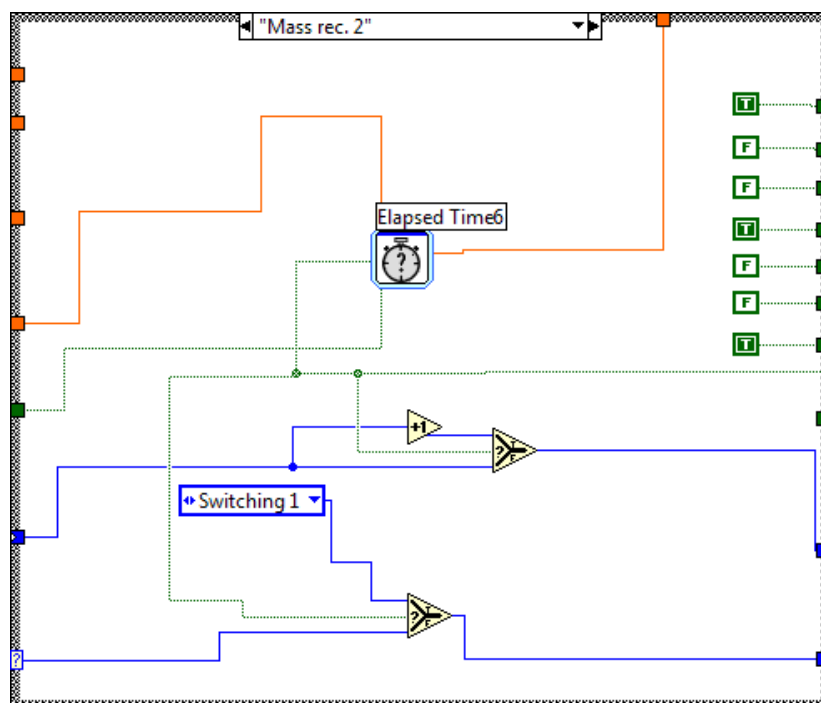 "Mass rec. 2"
T
F
F
Elapsed Time6
T
?
F
F
T
+1
?
T
F
Switching 1
?
T
F
?